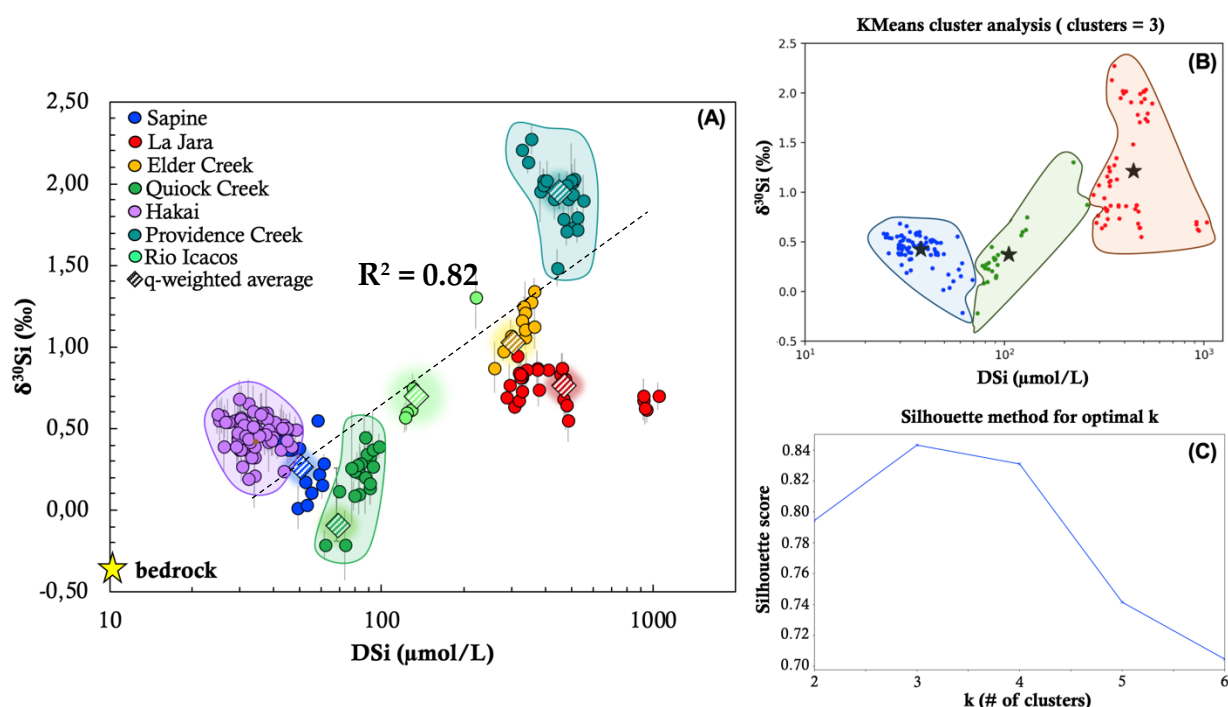 (A)
2,50
2,00
1,50
1,00
0,50
0,00
-0,50
δ³⁰Si (‰)
Sapine
La Jara
Elder Creek
Quiock Creek
Hakai
Providence Creek
Rio Icacos
q-weighted average
R² = 0.82
bedrock
10
100
1000
DSi (µmol/L)
KMeans cluster analysis ( clusters = 3)
(B)
2.5
2.0
1.5
1.0
0.5
0.0
-0.5
δ³⁰Si (‰)
10¹
10²
10³
DSi (µmol/L)
Silhouette method for optimal k
(C)
0.84
0.82
0.80
0.78
0.76
0.74
0.72
0.70
Silhouette score
2
3
4
5
6
k (# of clusters)